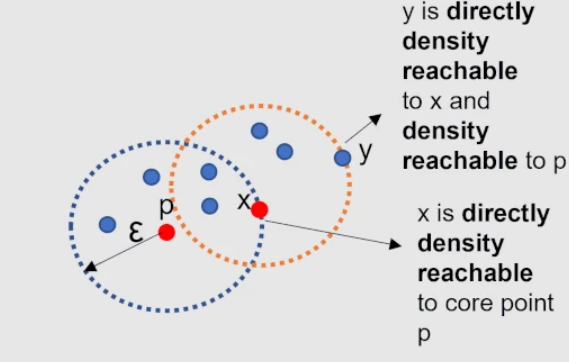 y is directly
density
reachable
to x and
density
reachable to p
y
x
p
ε
x is directly
density
reachable
to core point
p